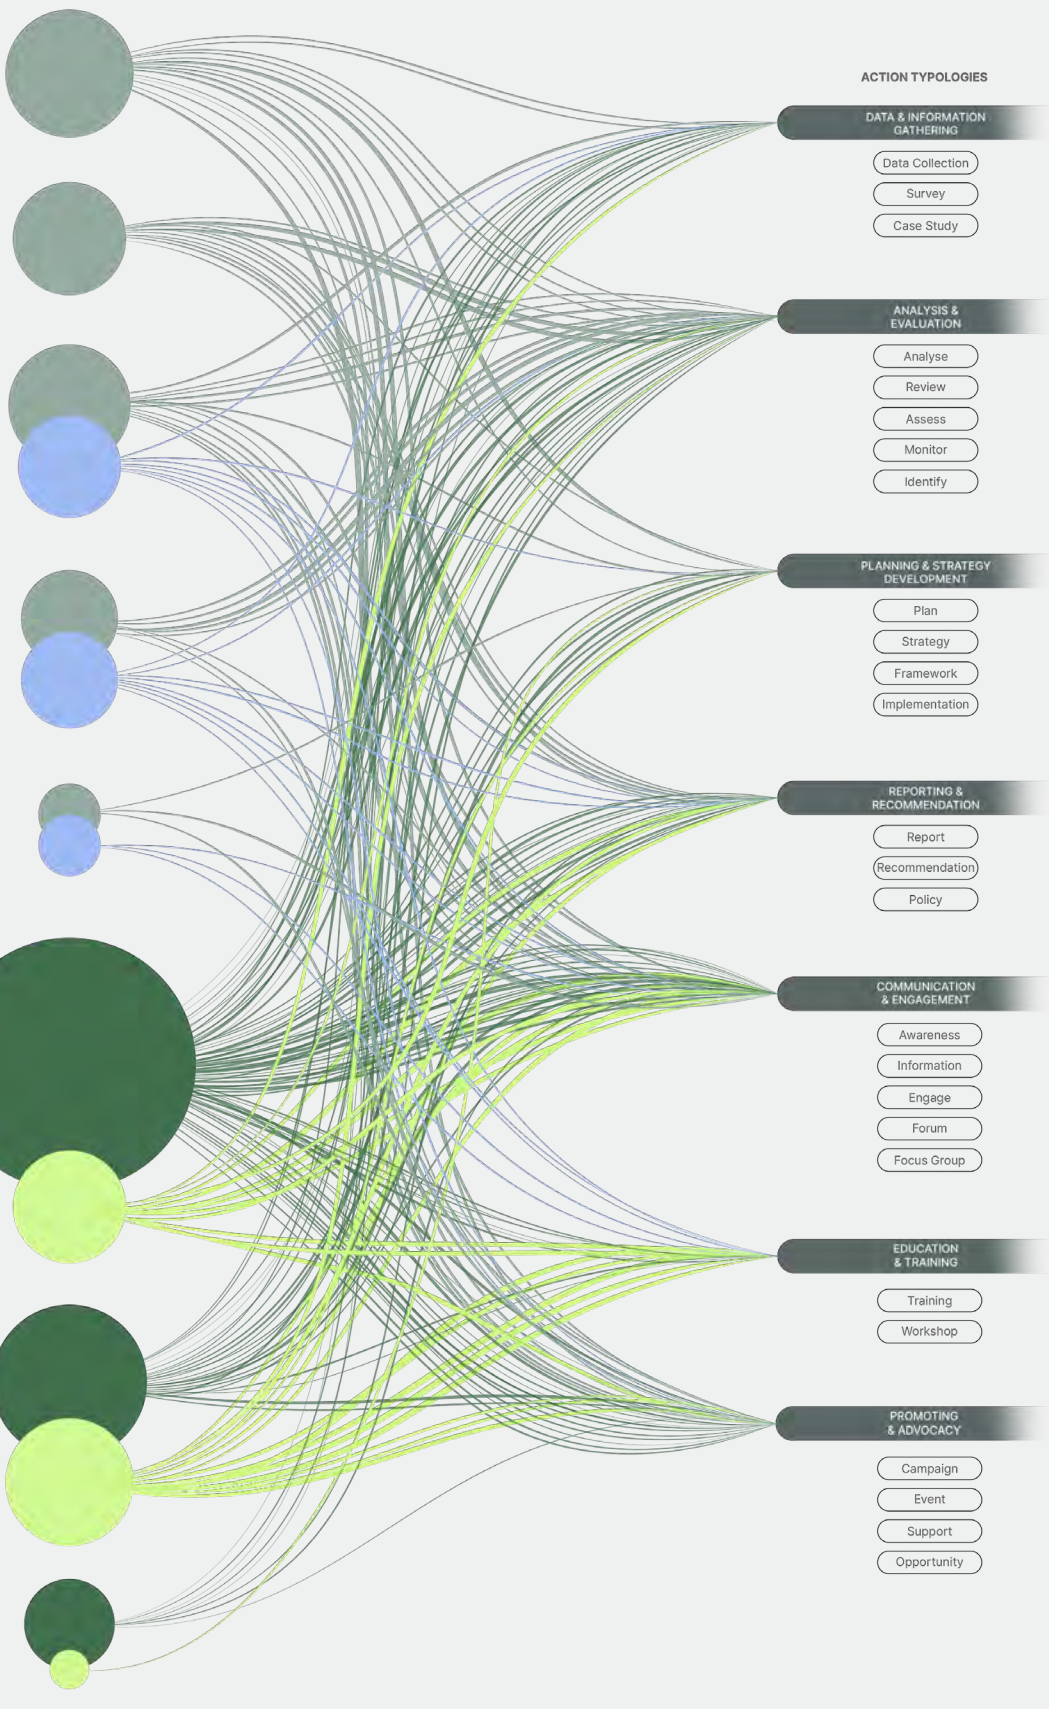 ACTION TYPOLOGIES
DATA & INFORMATION
GATHERING
Data Collection
Survey
Case Study
ANALYSIS &
EVALUATION
Analyse
Review
Assess
Monitor
Identify
PLANNING & STRATEGY
DEVELOPMENT
Plan
Strategy
Framework
Implementation
REPORTING &
RECOMMENDATION
Report
Recommendation
Policy
COMMUNICATION
& ENGAGEMENT
Awareness
Information
Engage
Forum
Focus Group
EDUCATION
& TRAINING
Training
Workshop
PROMOTING
& ADVOCACY
Campaign
Event
Support
Opportunity